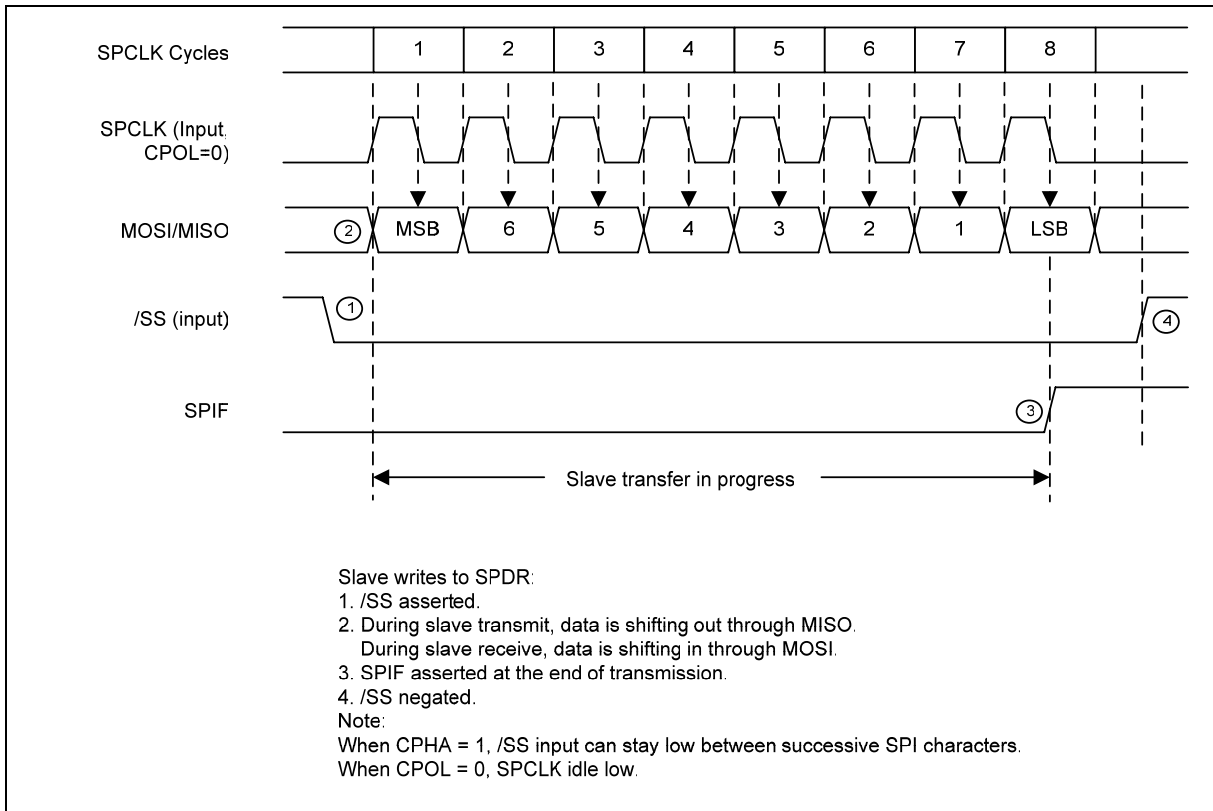 SPCLK Cycles 1 2 3 4 5 6 7 8
SPCLK (Input,
CPOL=0)
MOSI/MISO 2 MSB 6 5 4 3 2 1 LSB
/SS (input) 1 4
SPIF 3
Slave transfer in progress
Slave writes to SPDR:
1. /SS asserted.
2. During slave transmit, data is shifting out through MISO.
During slave receive, data is shifting in through MOSI.
3. SPIF asserted at the end of transmission.
4. /SS negated.
Note:
When CPHA = 1, /SS input can stay low between successive SPI characters.
When CPOL = 0, SPCLK idle low.